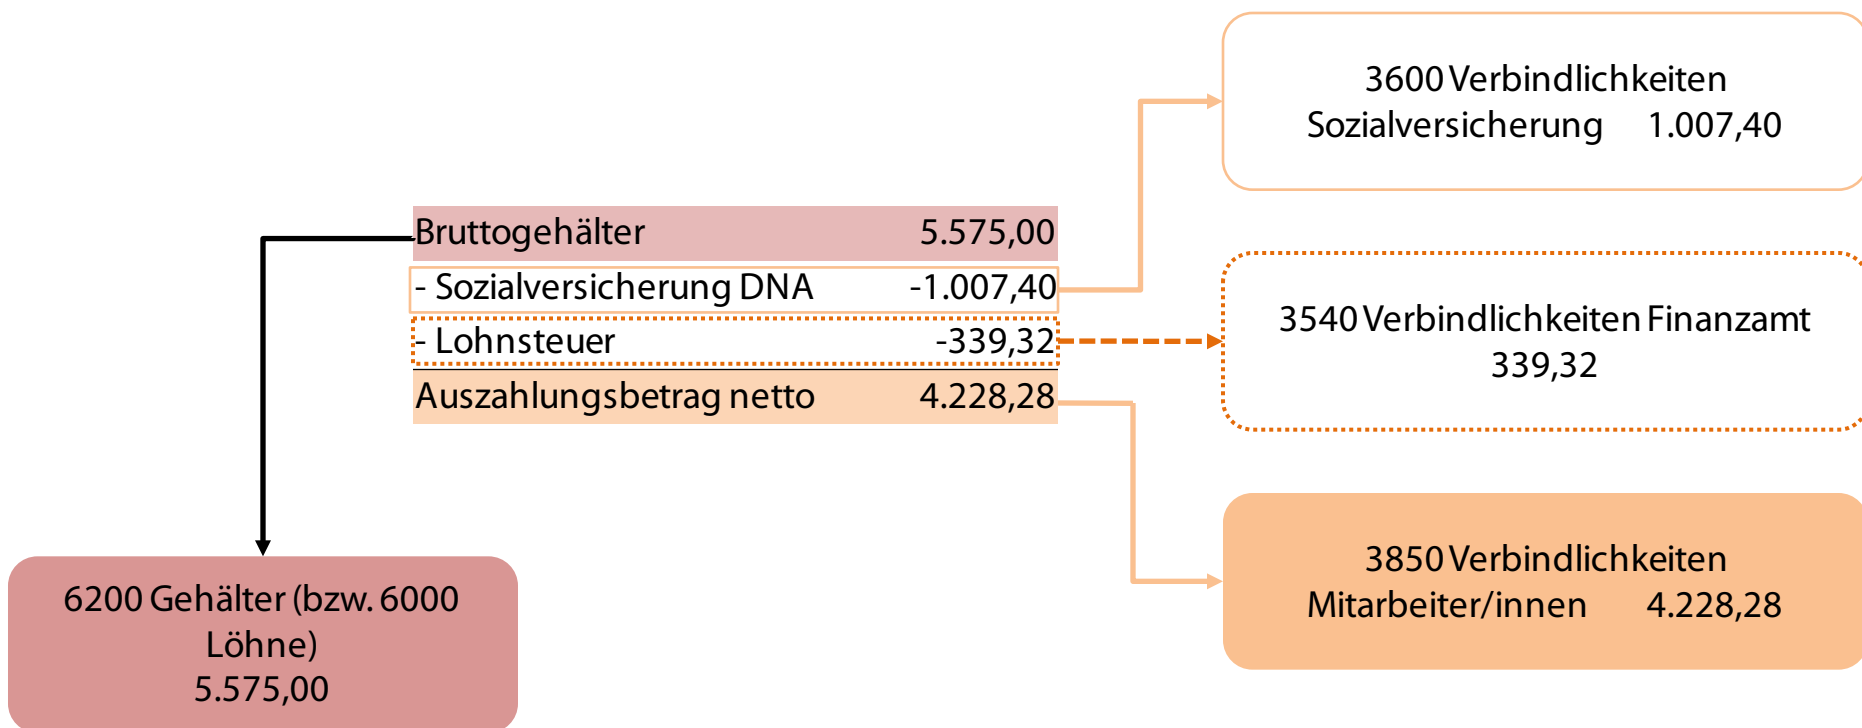 3600 Verbindlichkeiten
Sozialversicherung 1.007,40
Bruttogehälter 5.575,00
- Sozialversicherung DNA -1.007,40
- Lohnsteuer -339,32
Auszahlungsbetrag netto 4.228,28
3540 Verbindlichkeiten Finanzamt
339,32
3850 Verbindlichkeiten
Mitarbeiter/innen 4.228,28
6200 Gehälter (bzw. 6000
Löhne)
5.575,00